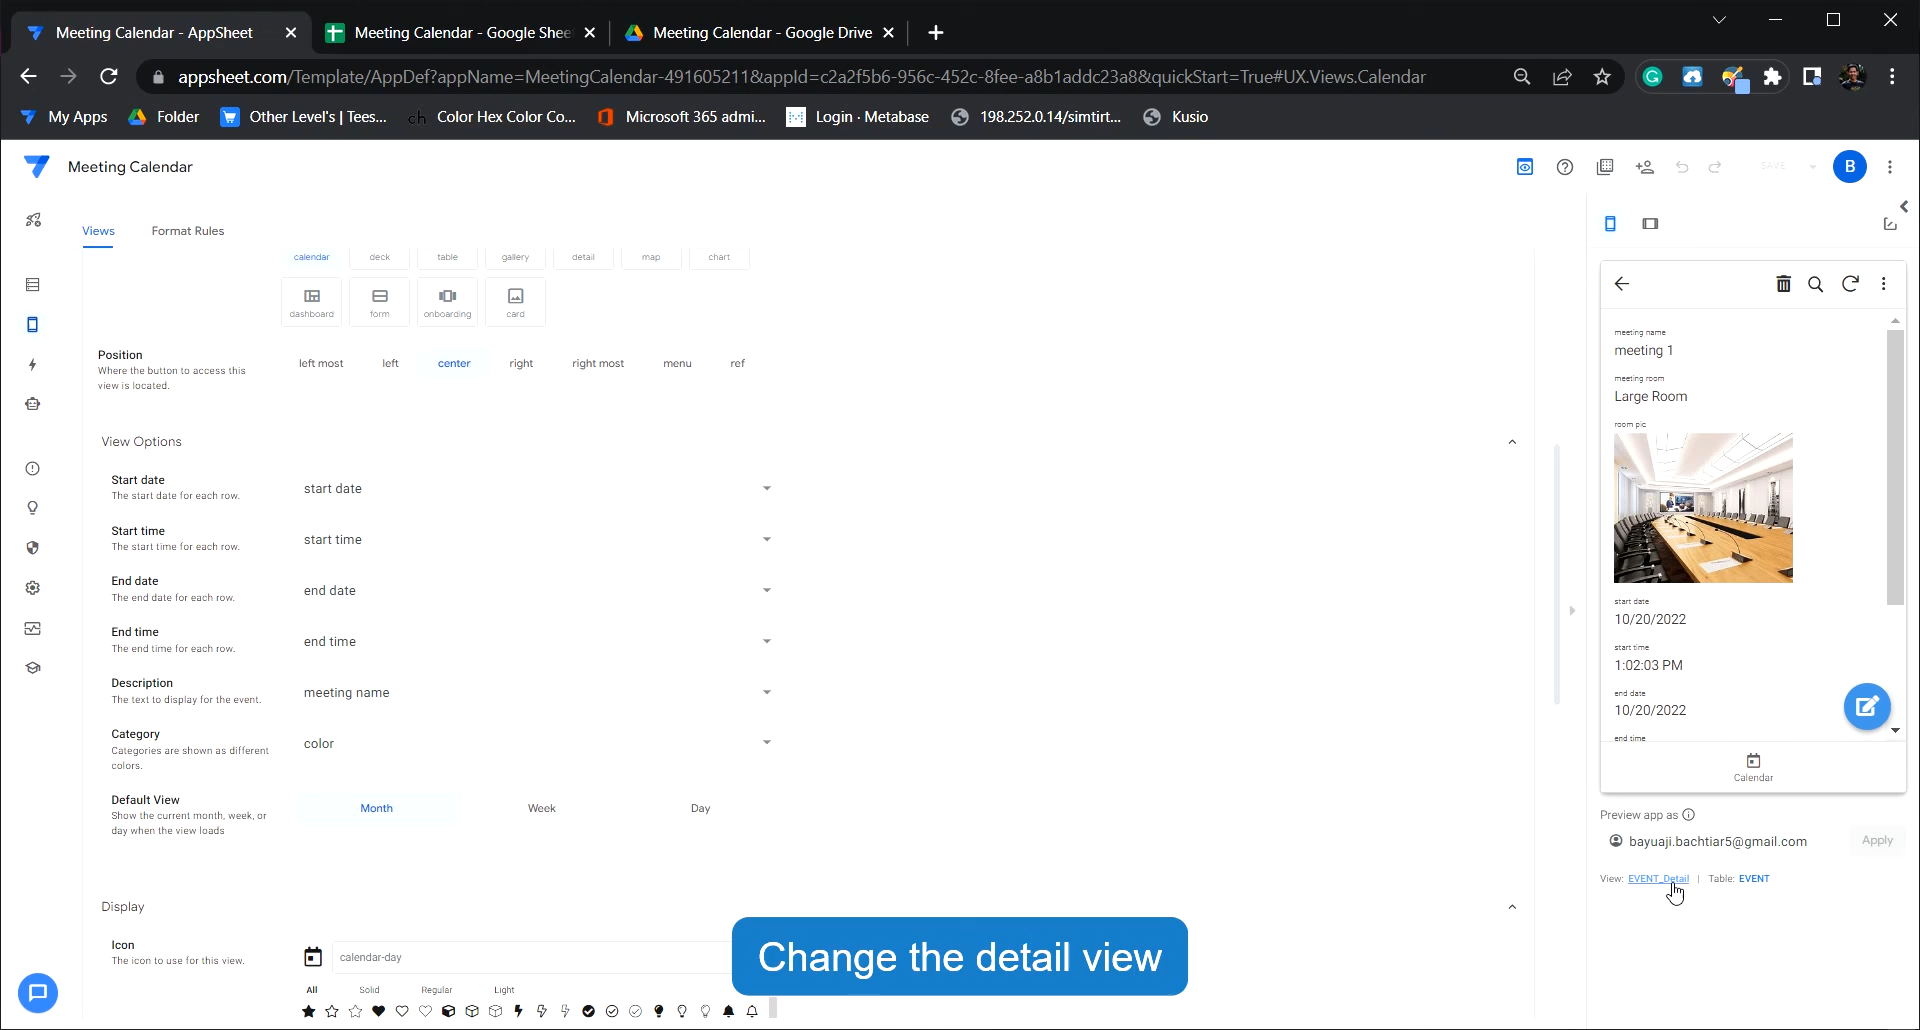 Meeting Calendar - AppSheet
Meeting Calendar - Google Shee
Meeting Calendar - Google Drive
appsheet.com/Template/AppDef?appName=MeetingCalendar-491605211&appId=c2a2f5b6-956c-452c-8fee-a8b1addc23a8&quickStart=True#UX.Views.Calendar
My Apps
Folder
Other Level's | Tees...
ch
Color Hex Color Co...
Microsoft 365 admi...
Login · Metabase
198.252.0.14/simtirt...
Kusio
Meeting Calendar
SAVE
B
Views
Format Rules
calendar
deck
table
gallery
detail
map
chart
dashboard
form
onboarding
card
Position
Where the button to access this
view is located.
left most
left
center
right
right most
menu
ref
View Options
Start date
The start date for each row.
start date
Start time
The start time for each row.
start time
End date
The end date for each row.
end date
End time
The end time for each row.
end time
Description
The text to display for the event.
meeting name
Category
Categories are shown as different
colors.
color
Default View
Show the current month, week, or
day when the view loads
Month
Week
Day
Display
Icon
The icon to use for this view.
calendar-day
All
Solid
Regular
Light
Change the detail view
meeting name
meeting 1
meeting room
Large Room
room pic
start date
10/20/2022
start time
1:02:03 PM
end date
10/20/2022
end time
Calendar
Preview app as
bayuaji.bachtiar5@gmail.com
Apply
View: EVENT_Detail | Table: EVENT